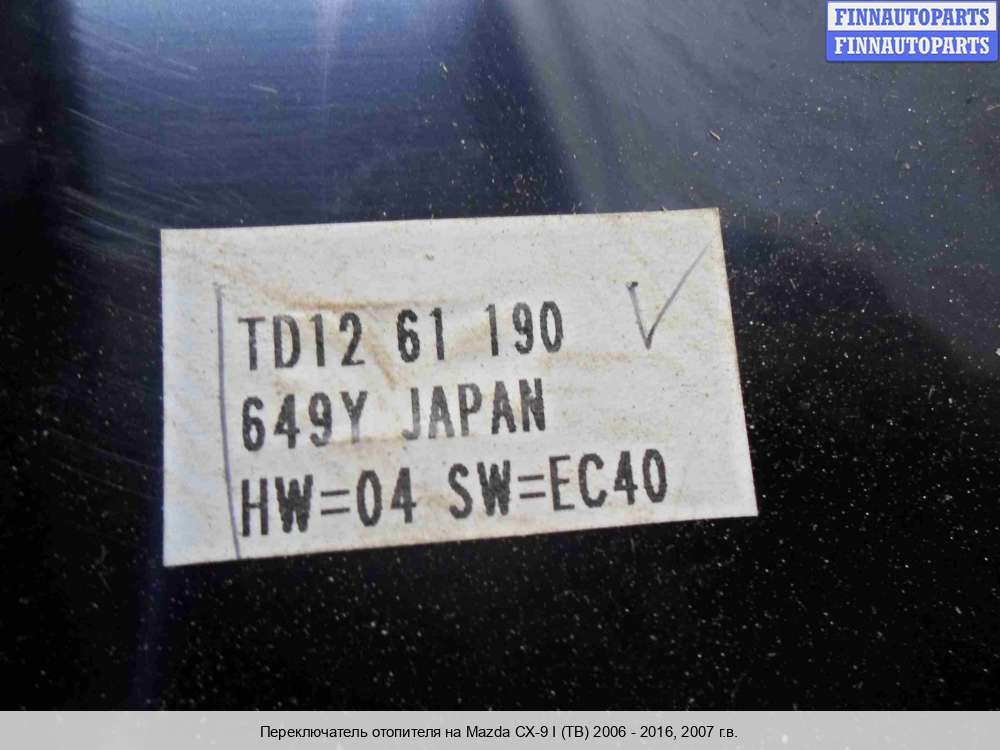 FINNAUTOPARTS
FINNAUTOPARTS
TD12 61 190
649Y JAPAN
HW=04 SW=EC40
Переключатель отопителя на Mazda CX-9 I (TB) 2006 - 2016, 2007 г.в.